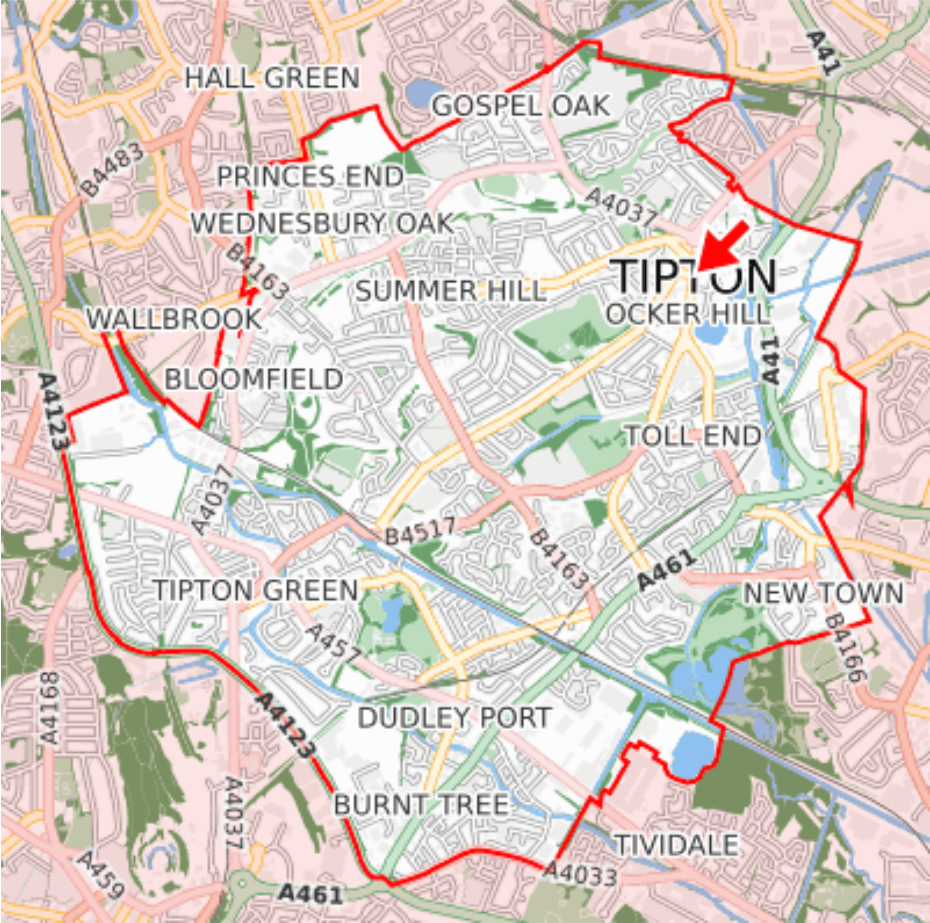 A41
HALL GREEN
GOSPEL OAK
B4483
PRINCES END
A4037
WEDNESBURY OAK
B4163
TIPTON
SUMMER HILL
OCKER HILL
WALLBROOK
A41
BLOOMFIELD
A4123
TOLL END
A4037
B4517
B4163
A461
TIPTON GREEN
NEW TOWN
A457
B4166
A4168
A4123
DUDLEY PORT
A4037
BURNT TREE
TIVIDALE
A459
A4033
A461